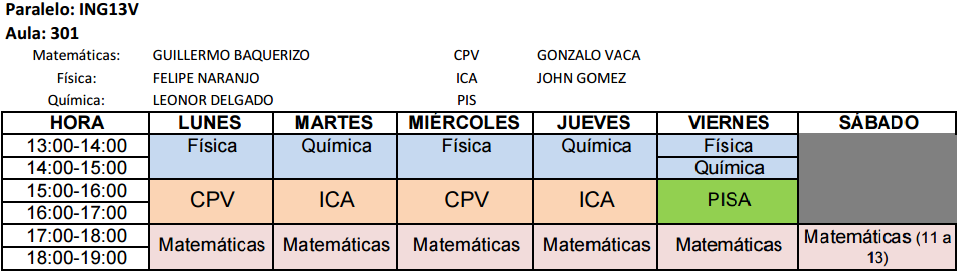 Paralelo: ING13V
Aula: 301
Matemáticas: GUILLERMO BAQUERIZO CPV GONZALO VACA
Física: FELIPE NARANJO ICA JOHN GOMEZ
Química: LEONOR DELGADO PIS
HORA LUNES MARTES MIÉRCOLES JUEVES VIERNES SÁBADO
13:00-14:00 Física Química Física Química Física
14:00-15:00 Química
15:00-16:00 CPV ICA CPV ICA PISA
16:00-17:00
17:00-18:00 Matemáticas Matemáticas Matemáticas Matemáticas Matemáticas Matemáticas (11 a
18:00-19:00 13)